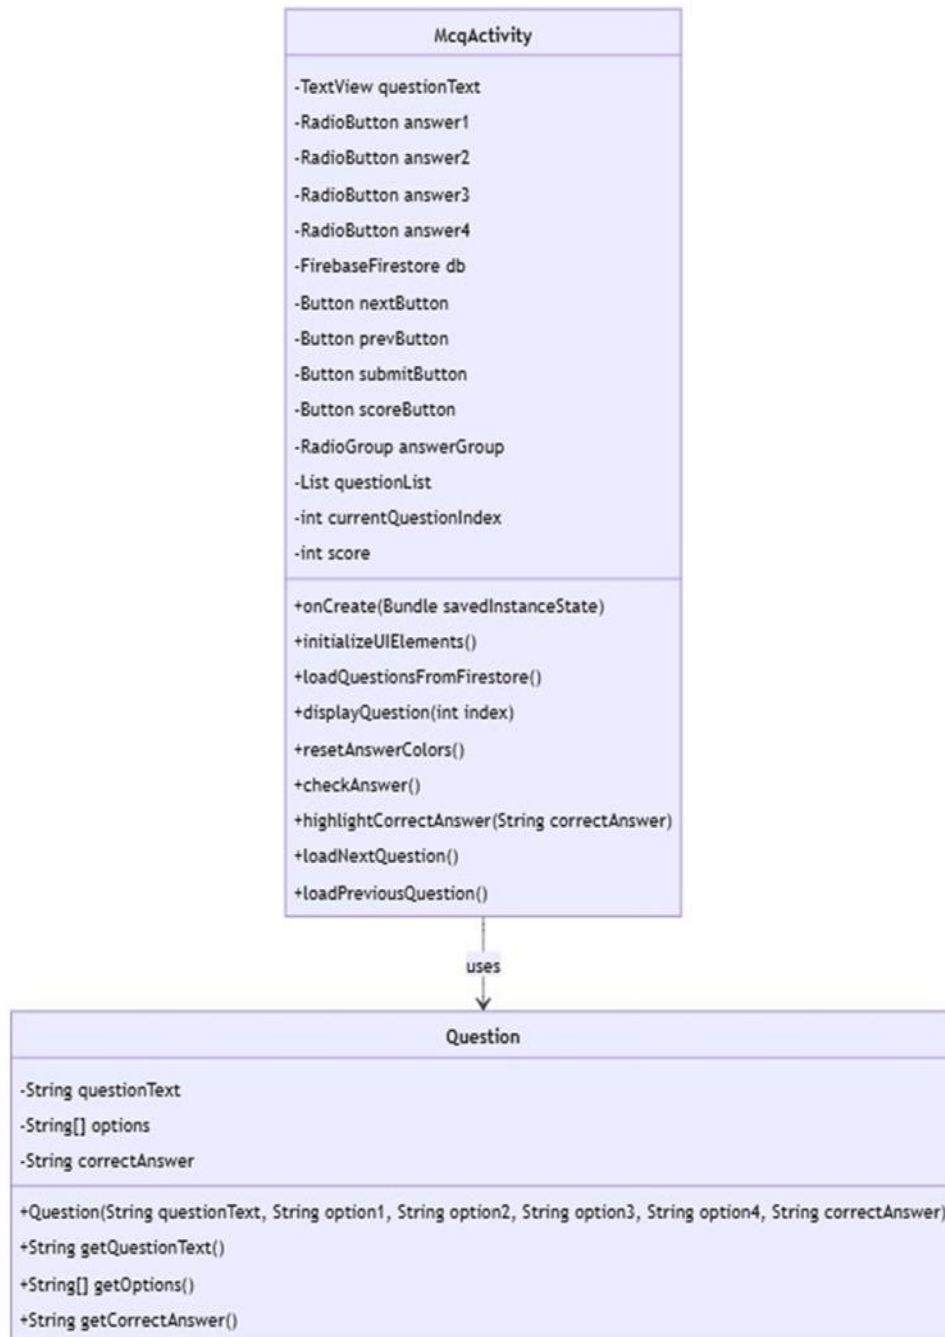 McqActivity
-TextView questionText
-RadioButton answer1
-RadioButton answer2
-RadioButton answer3
-RadioButton answer4
-FirebaseFirestore db
-Button nextButton
-Button prevButton
-Button submitButton
-Button scoreButton
-RadioGroup answerGroup
-List questionList
-int currentQuestionIndex
-int score
+onCreate(Bundle savedInstanceState)
+initializeUIElements()
+loadQuestionsFromFirestore()
+displayQuestion(int index)
+resetAnswerColors()
+checkAnswer()
+highlightCorrectAnswer(String correctAnswer)
+loadNextQuestion()
+loadPreviousQuestion()
uses
Question
-String questionText
-String[] options
-String correctAnswer
+Question(String questionText, String option1, String option2, String option3, String option4, String correctAnswer)
+String getQuestionText()
+String[] getOptions()
+String getCorrectAnswer()